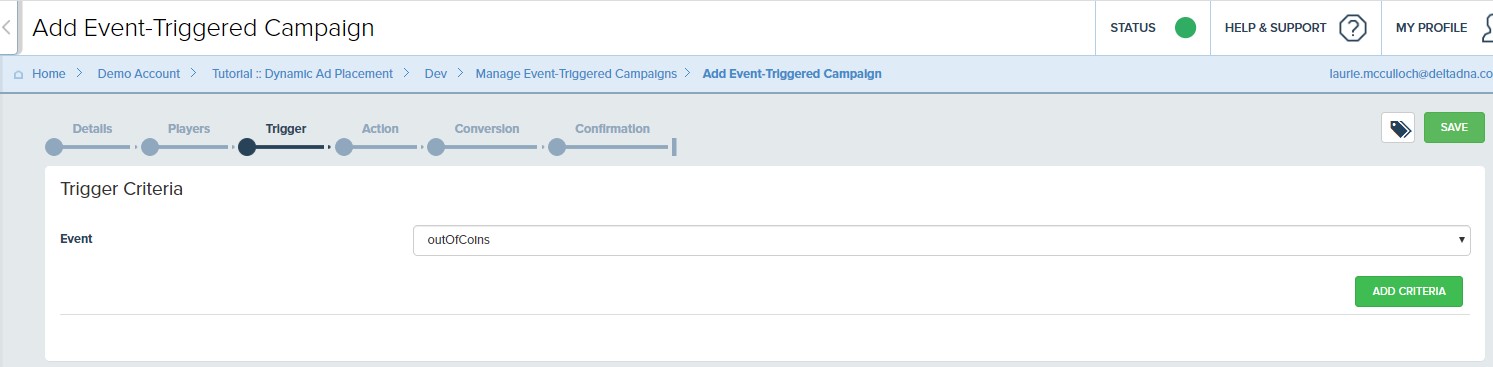 Add Event-Triggered Campaign
STATUS
HELP & SUPPORT ?
MY PROFILE
Home > Demo Account > Tutorial :: Dynamic Ad Placement > Dev > Manage Event-Triggered Campaigns > Add Event-Triggered Campaign
laurie.mcculloch@deltadna.co
Details Players Trigger Action Conversion Confirmation
SAVE
Trigger Criteria
Event
outOfCoins
ADD CRITERIA